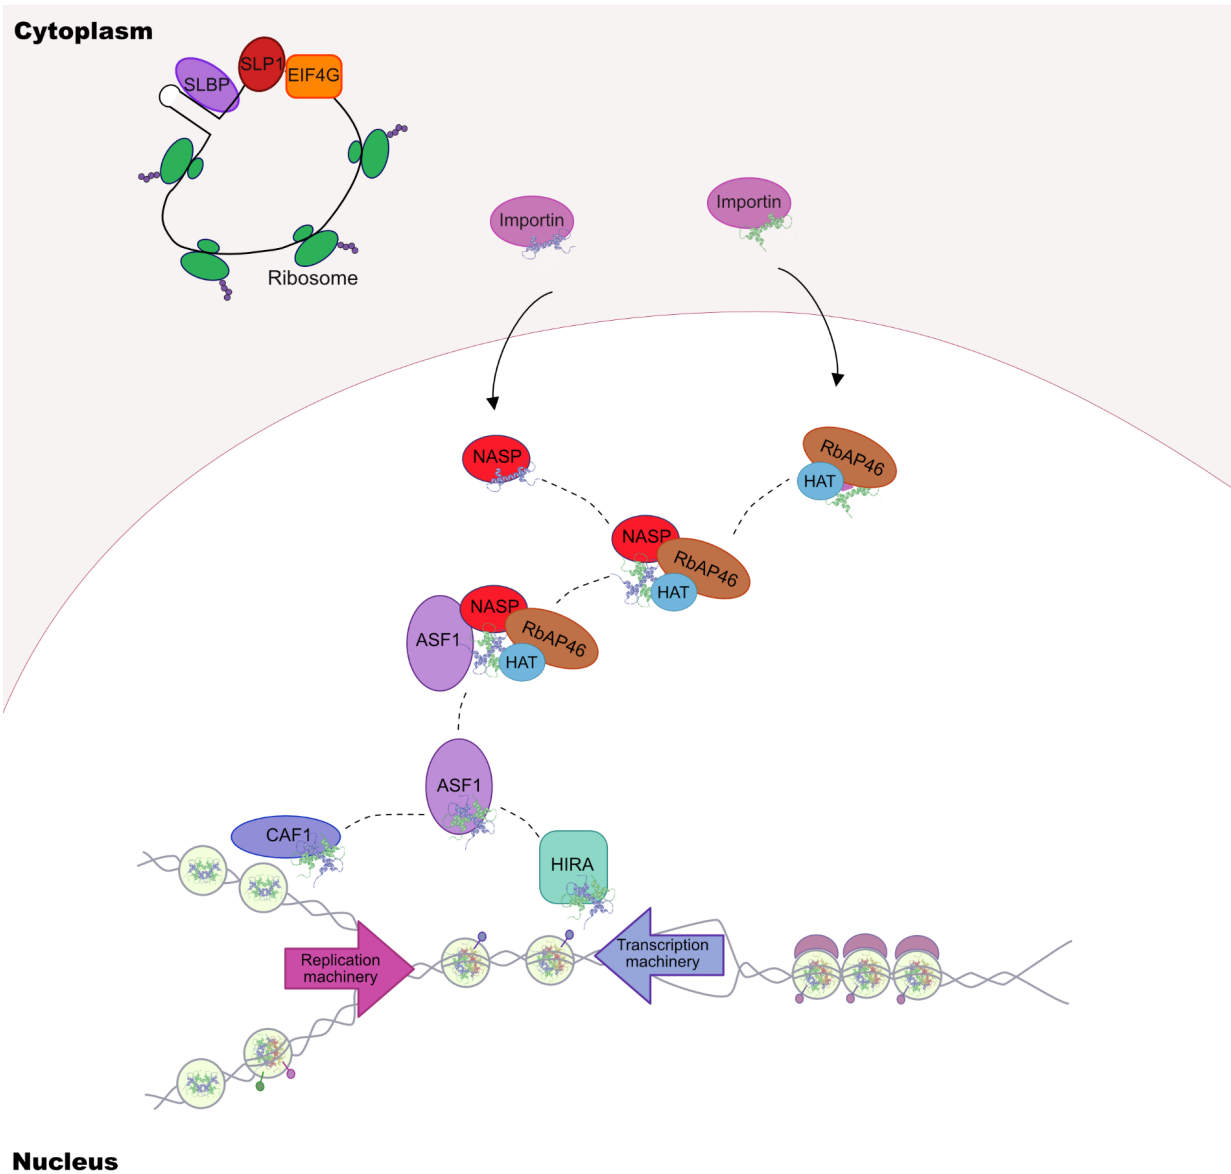 Cytoplasm
SLP1
EIF4G
SLBP
Importin
Importin
Ribosome
NASP
RbAP46
HAT
NASP
RbAP46
HAT
NASP
ASF1
RbAP46
HAT
ASF1
CAF1
HIRA
Replication
machinery
Transcription
machinery
Nucleus